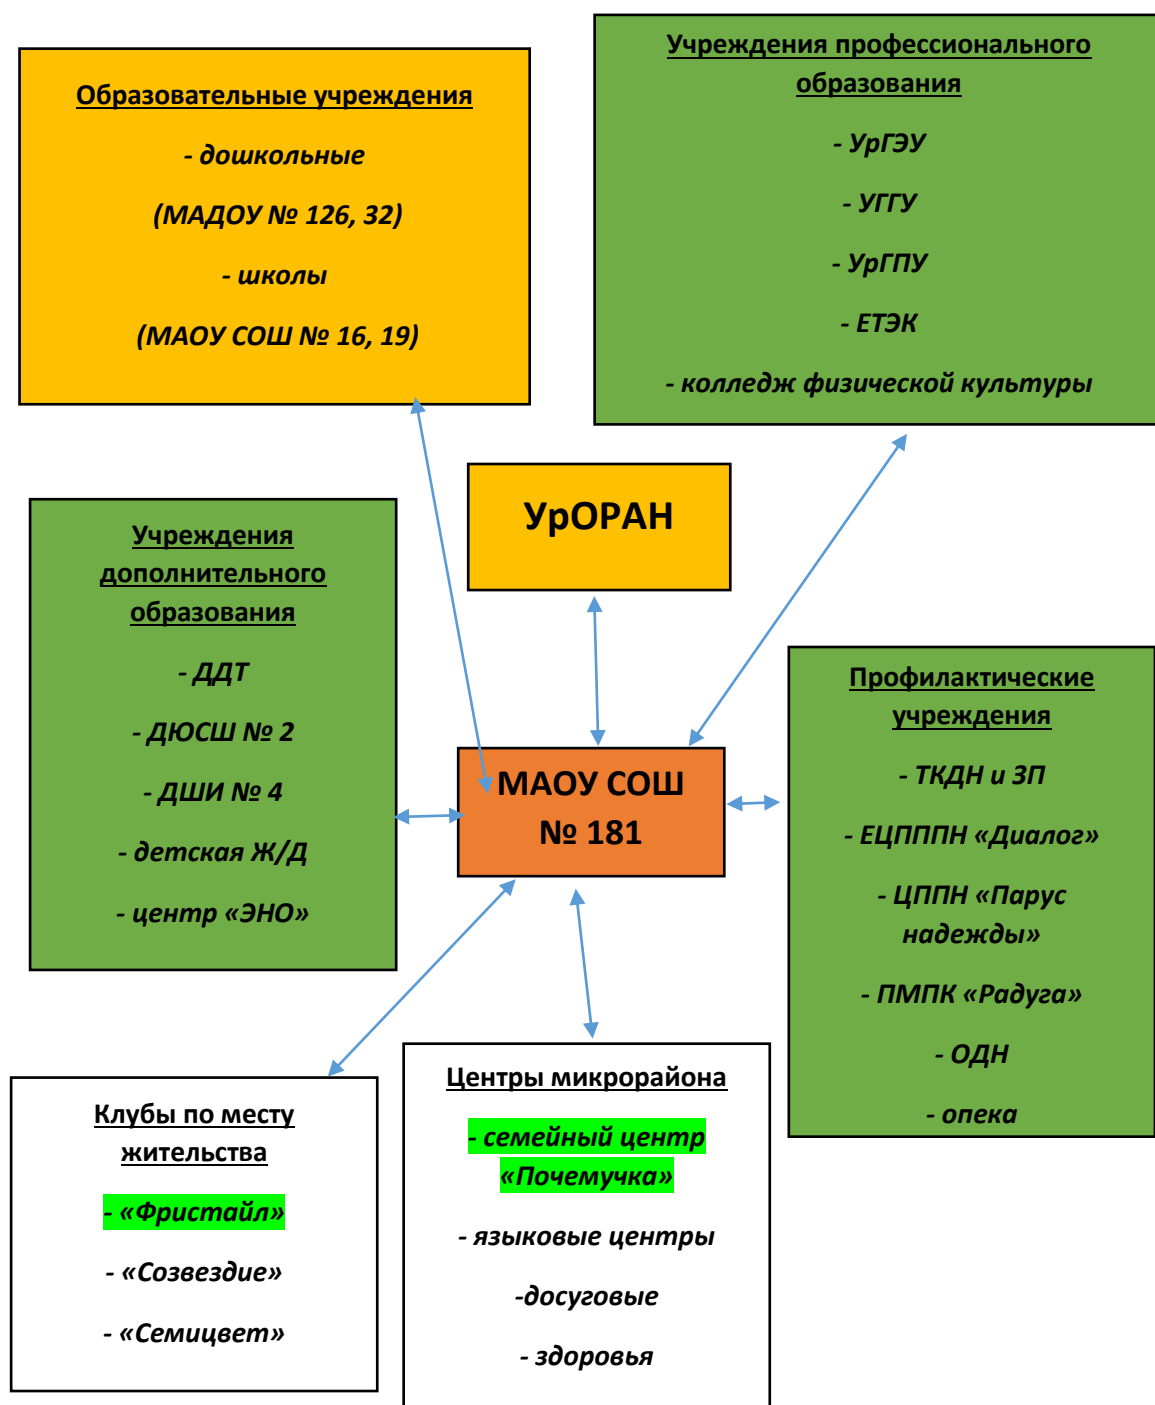 Образовательные учреждения
- дошкольные
(МАДОУ № 126, 32)
- школы
(МАОУ СОШ № 16, 19)
Учреждения профессионального
образования
- УрГЭУ
- УГГУ
- УрГПУ
- ЕТЭК
- колледж физической культуры
УрОРАН
Учреждения
дополнительного
образования
- ДДТ
- ДЮСШ № 2
- ДШИ № 4
- детская Ж/Д
- центр «ЭНО»
МАОУ СОШ
№ 181
Профилактические
учреждения
- ТКДН и ЗП
- ЕЦПППН «Диалог»
- ЦППН «Парус
надежды»
- ПМПК «Радуга»
- ОДН
- опека
Клубы по месту
жительства
- «Фристайл»
- «Созвездие»
- «Семицвет»
Центры микрорайона
- семейный центр
«Почемучка»
- языковые центры
-досуговые
- здоровья